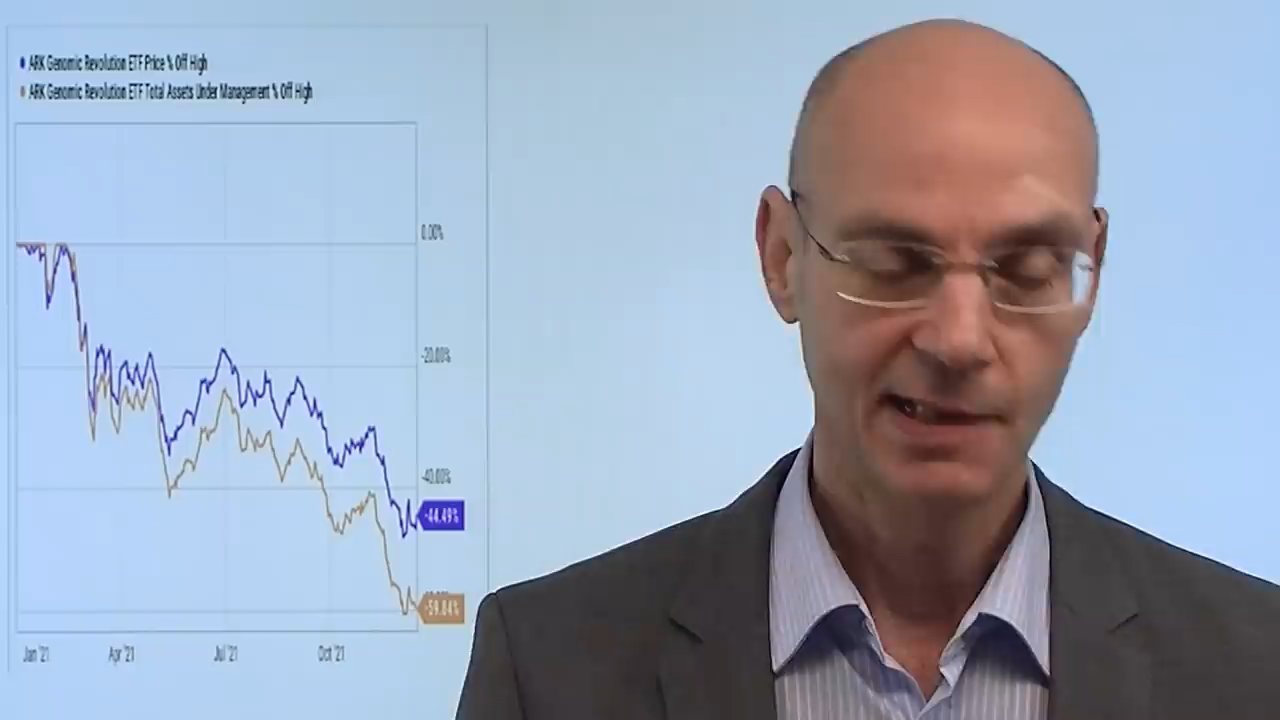 ARK Genomic Revolution ETF Price % Off High
ARK Genomic Revolution ETF Total Assets Under Management % Off High
0.00%
-20.00%
-40.00%
-44.49%
-59.84%
Jan '21
Apr '21
Jul '21
Oct '21